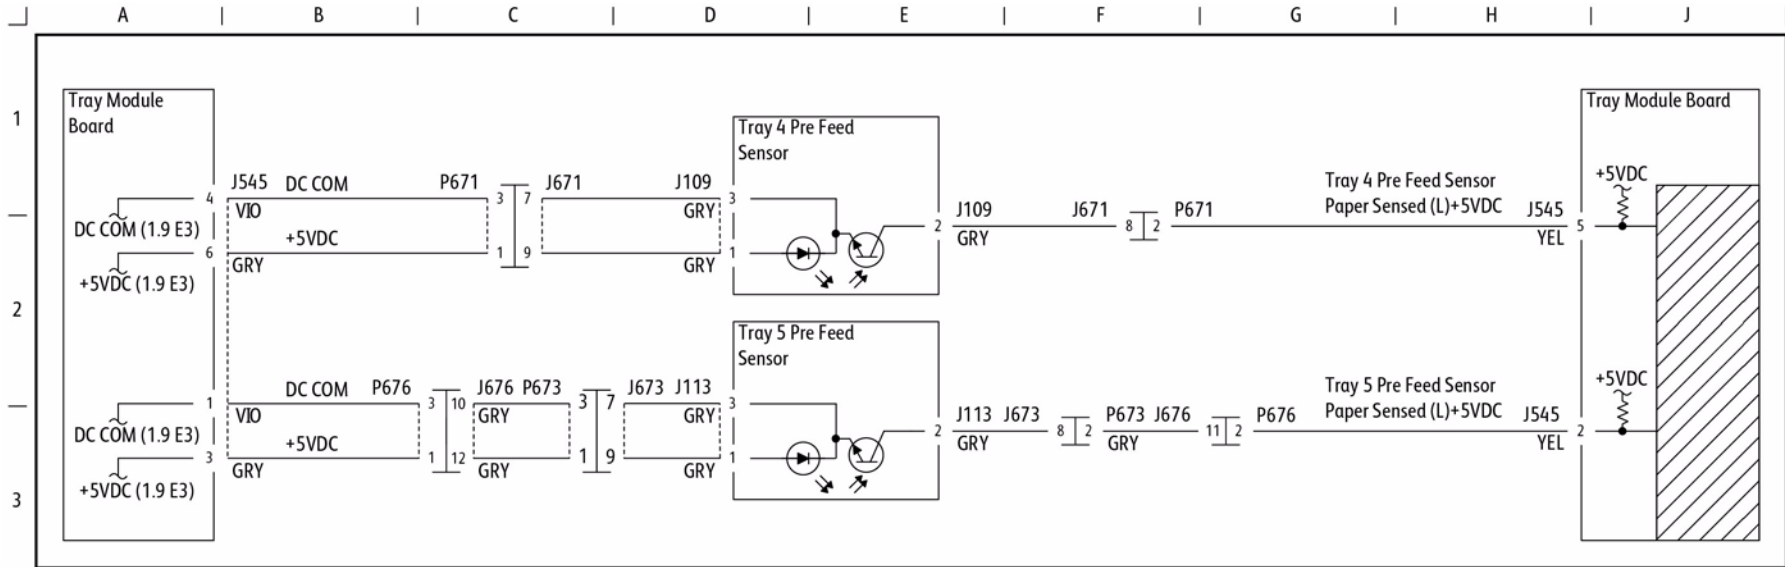 A B C D E F G H J
1
2
3
Tray Module
Board
4
DC COM (1.9 E3)
6
+5VDC (1.9 E3)
1
DC COM (1.9 E3)
3
+5VDC (1.9 E3)
J545 DC COM P671 J671 J109
VIO 3 7 GRY 3
+5VDC
GRY 1 9 GRY 1
Tray 4 Pre Feed
Sensor
2
J109 J671 P671
GRY 8 2
Tray 4 Pre Feed Sensor
Paper Sensed (L)+5VDC J545
YEL 5
Tray Module Board
+5VDC
DC COM P676 J676 P673 J673 J113
VIO 3 10 GRY 3 7 GRY 3
+5VDC
GRY 1 12 GRY 1 9 GRY 1
Tray 5 Pre Feed
Sensor
2
J113 J673 P673 J676 P676
GRY 8 2 GRY 11 2
Tray 5 Pre Feed Sensor
Paper Sensed (L)+5VDC J545
YEL 2
+5VDC